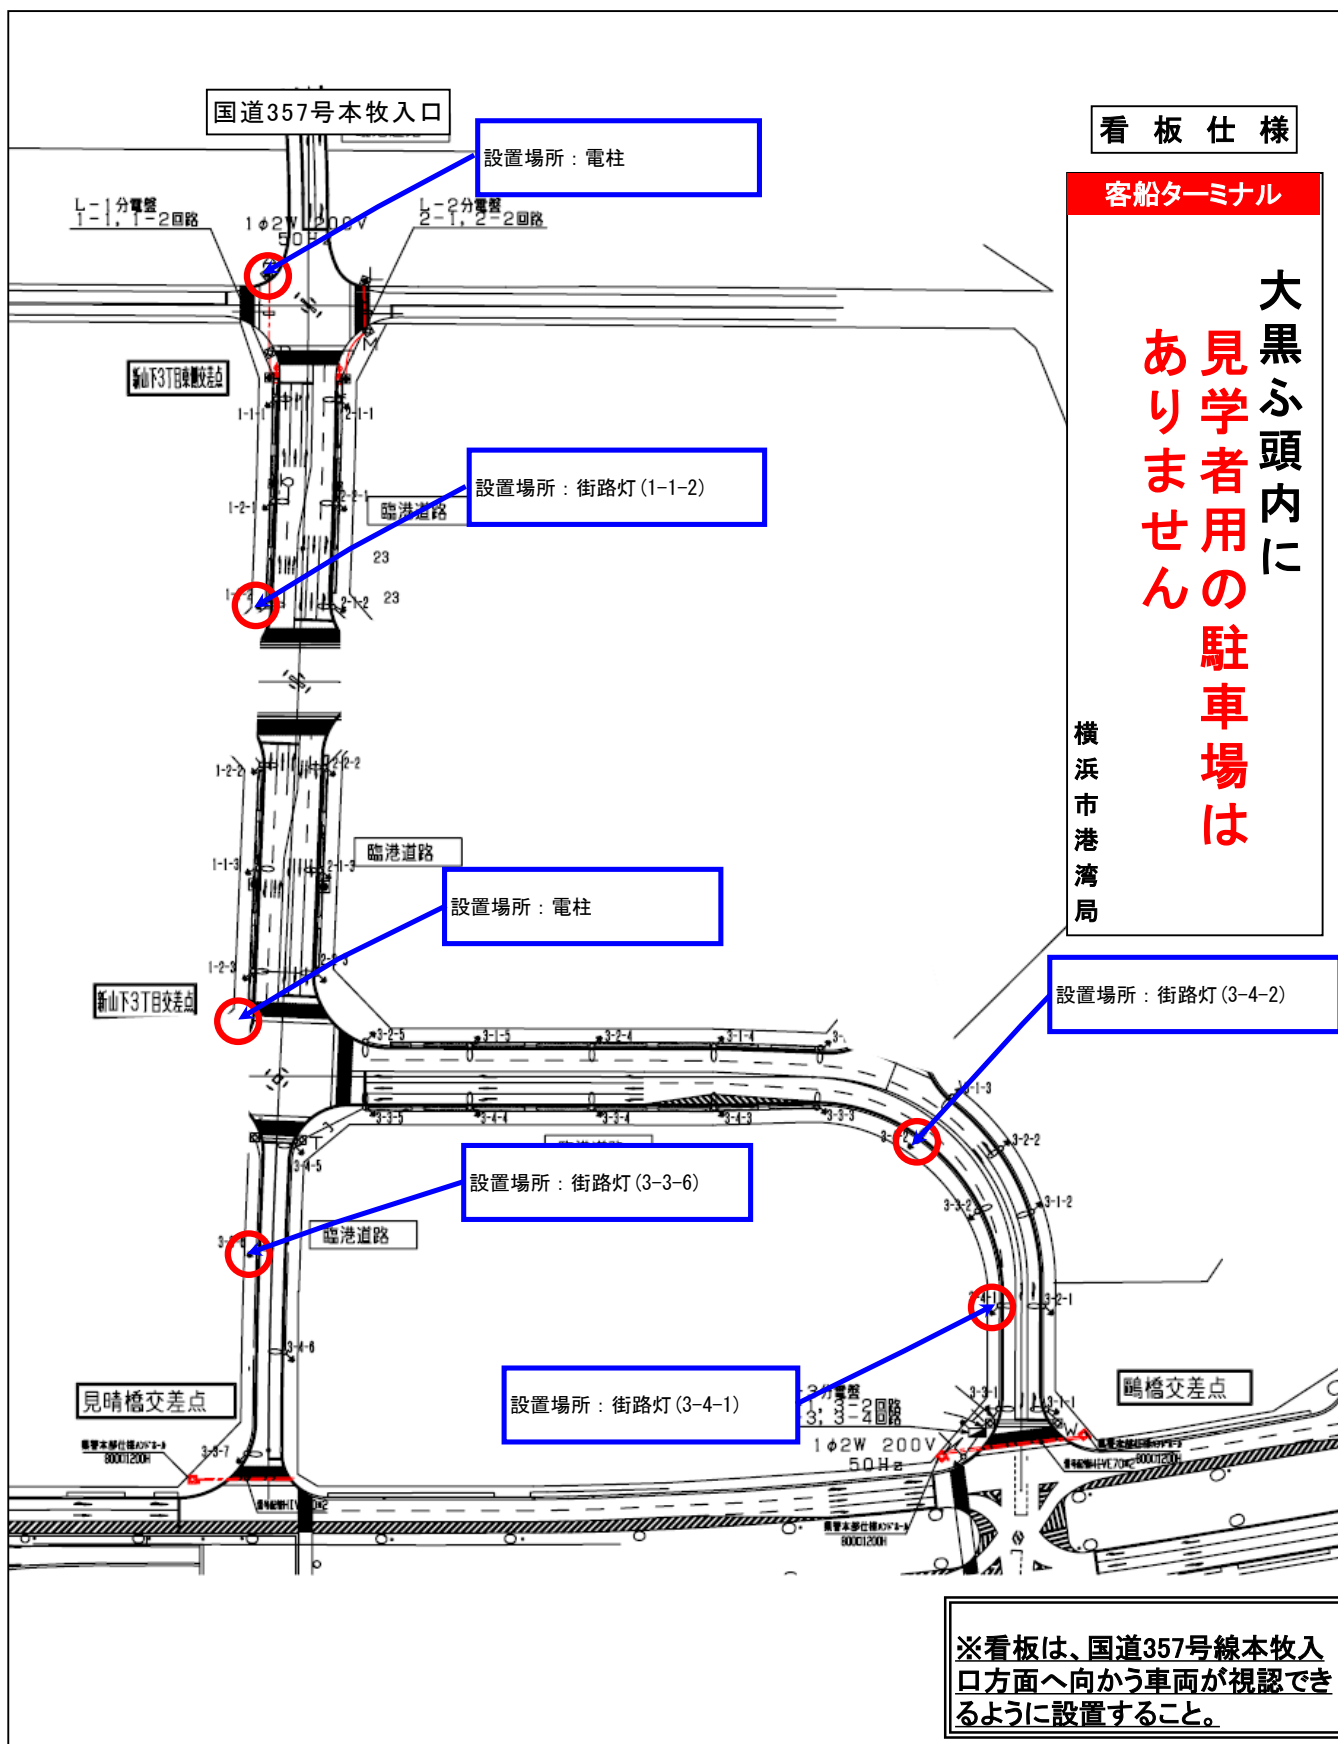 国道357号本牧入口
設置場所：電柱
L-1分電盤
1-1, 1-2回路
1φ2W 200V
50Hz
L-2分電盤
2-1, 2-2回路
新山下3丁目東側交差点
1-1-1
2-1-1
設置場所：街路灯(1-1-2)
1-2-1
2-2-1
臨港道路
23
23
2-1-2
1-2-2
2-2-2
臨港道路
1-1-3
2-1-3
設置場所：電柱
1-2-3
新山下3丁目交差点
設置場所：街路灯(3-4-2)
3-2-5
3-1-5
3-2-4
3-1-4
3-1-3
3-3-5
3-4-4
3-3-4
3-4-3
3-3-3
3-2-2
3-4-5
設置場所：街路灯(3-3-6)
3-3-2
3-1-2
臨港道路
3-2-1
3-4-6
設置場所：街路灯(3-4-1)
見晴橋交差点
鷗橋交差点
3-3-1
3-1-1
3-3-7
1φ2W 200V
50Hz
看板仕様
客船ターミナル
大黒ふ頭内に
見学者用の駐車場は
ありません
横浜市港湾局
※看板は、国道357号線本牧入
口方面へ向かう車両が視認でき
るように設置すること。